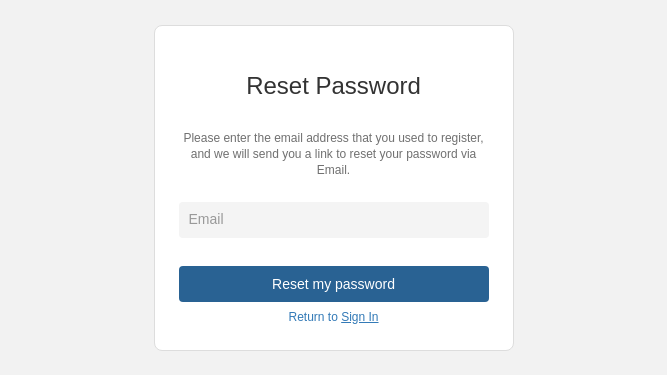 Reset Password
Please enter the email address that you used to register,
and we will send you a link to reset your password via
Email.
Email
Reset my password
Return to Sign In